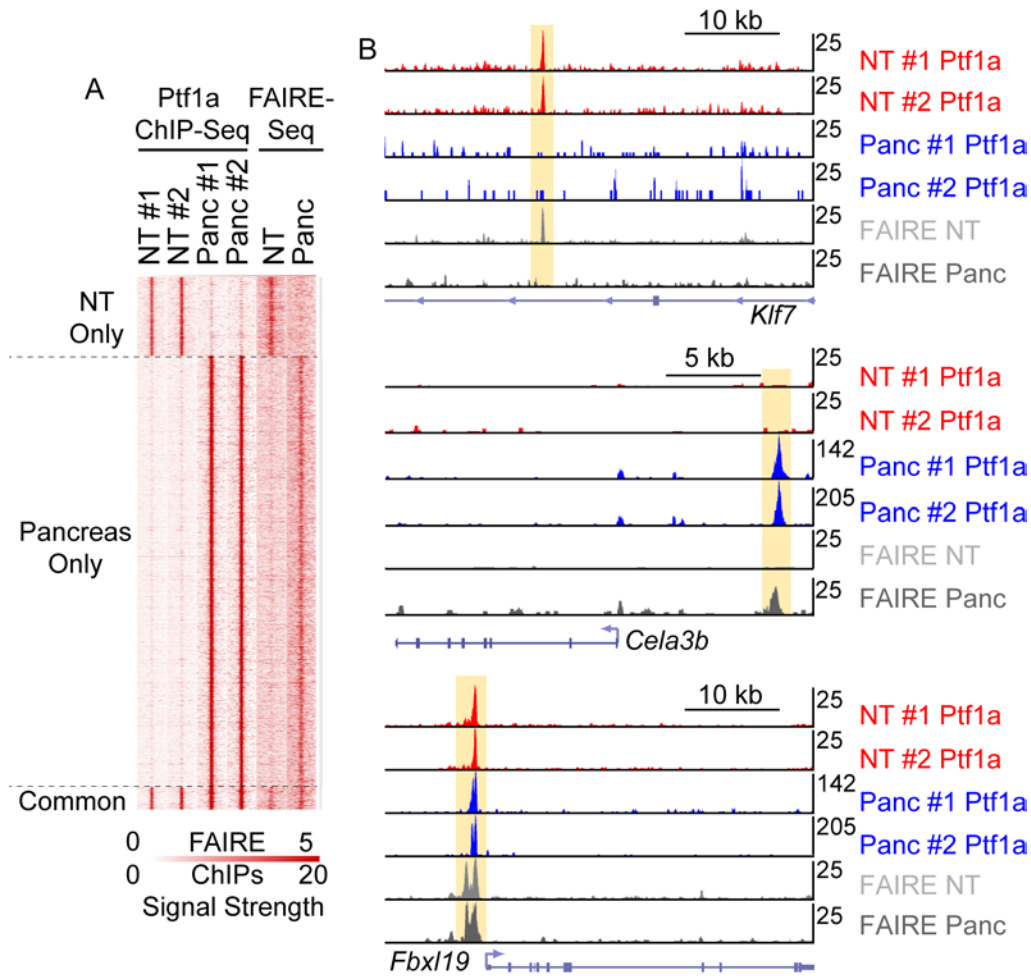 A
Ptf1a
ChIP-Seq
FAIRE-
Seq
NT #1
NT #2
Panc #1
Panc #2
NT
Panc
NT
Only
Pancreas
Only
Common
0 FAIRE 5
0 ChIPs 20
Signal Strength
B
10 kb
25 NT #1 Ptf1a
25 NT #2 Ptf1a
25 Panc #1 Ptf1a
25 Panc #2 Ptf1a
25 FAIRE NT
25 FAIRE Panc
Klf7
5 kb
25 NT #1 Ptf1a
25 NT #2 Ptf1a
142 Panc #1 Ptf1a
205 Panc #2 Ptf1a
25 FAIRE NT
25 FAIRE Panc
Cela3b
10 kb
25 NT #1 Ptf1a
25 NT #2 Ptf1a
142 Panc #1 Ptf1a
205 Panc #2 Ptf1a
25 FAIRE NT
25 FAIRE Panc
Fbxl19